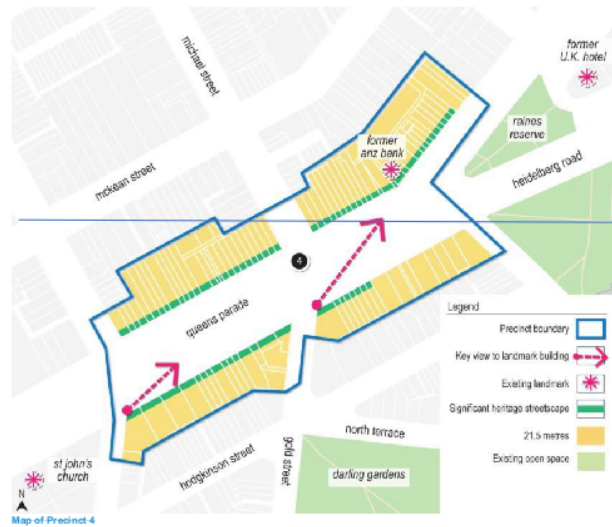 michael street
former
U.K. hotel
raines
reserve
former
anz bank
heidelberg road
mckean street
4
queens parade
Legend
Precinct boundary
Key view to landmark building
Existing landmark
Significant heritage streetscape
21.5 metres
Existing open space
north terrace
gold street
hodgkinson street
darling gardens
st john's
church
N
Map of Precinct 4